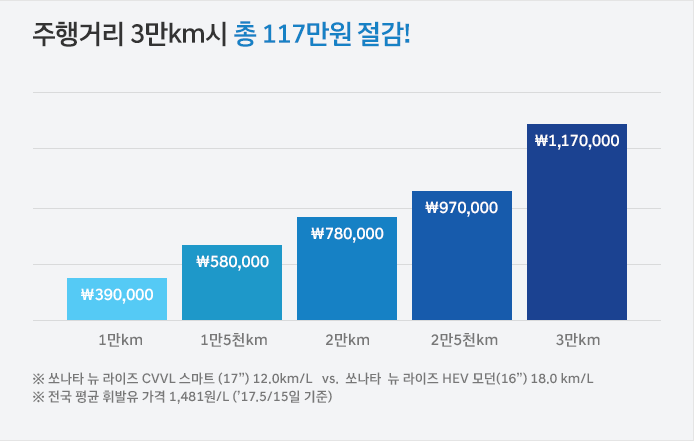 주행거리 3만km시 총 117만원 절감!
₩1,170,000
₩970,000
₩780,000
₩580,000
₩390,000
1만km 1만5천km 2만km 2만5천km 3만km
※ 쏘나타 뉴 라이즈 CVVL 스마트 (17”) 12.0km/L vs. 쏘나타 뉴 라이즈 HEV 모던(16”) 18.0 km/L
※ 전국 평균 휘발유 가격 1,481원/L (’17.5/15일 기준)